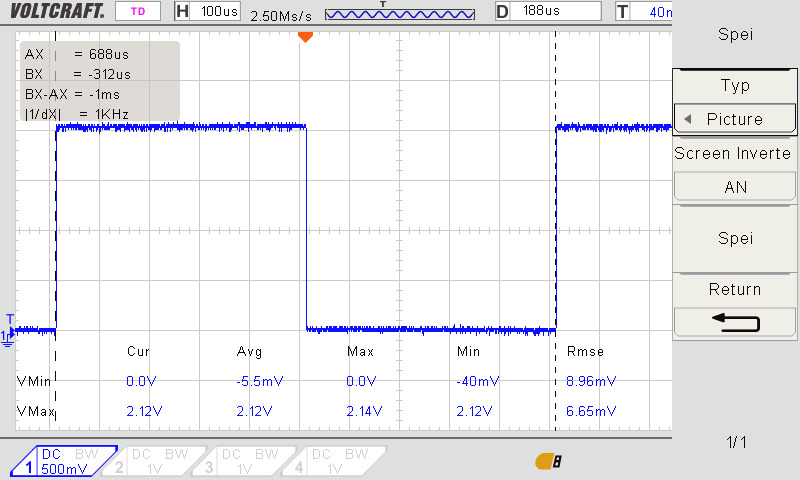 VOLTCRAFT. TD H 100us 2.50Ms/s T D 188us T 40n
Spei
AX = 688us
BX = -312us
BX-AX = -1ms
|1/dX| = 1KHz
Typ
Picture
Screen Inverte
AN
Spei
Return
T
1
Cur Avg Max Min Rmse
VMin 0.0V -5.5mV 0.0V -40mV 8.96mV
VMax 2.12V 2.12V 2.14V 2.12V 6.65mV
1/1
1 DC BW 500mV
2 DC BW 1V
3 DC BW 1V
4 DC BW 1V